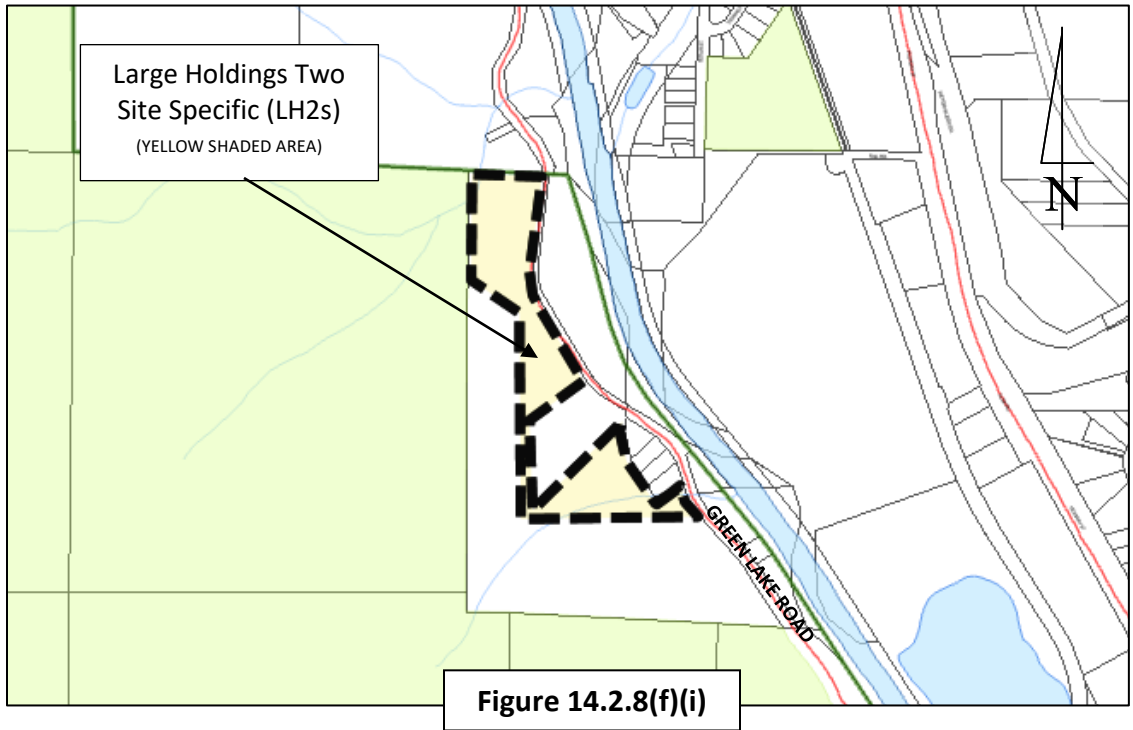 Large Holdings Two
Site Specific (LH2s)
(YELLOW SHADED AREA)
N
GREEN LAKE ROAD
Figure 14.2.8(f)(i)